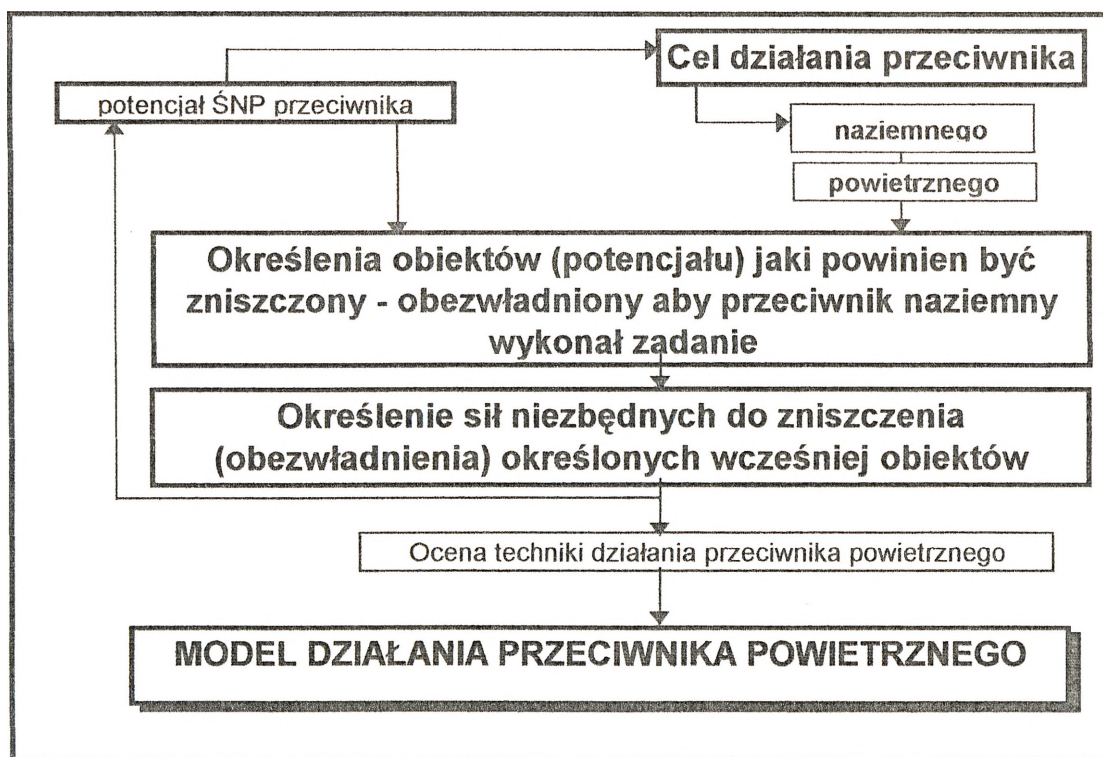 Cel działania przeciwnika
potencjał ŚNP przeciwnika
naziemnego
powietrznego
Określenia obiektów (potencjału) jaki powinien być
zniszczony - obezwładniony aby przeciwnik naziemny
wykonał zadanie
Określenie sił niezbędnych do zniszczenia
(obezwładnienia) określonych wcześniej obiektów
Ocena techniki działania przeciwnika powietrznego
MODEL DZIAŁANIA PRZECIWNIKA POWIETRZNEGO